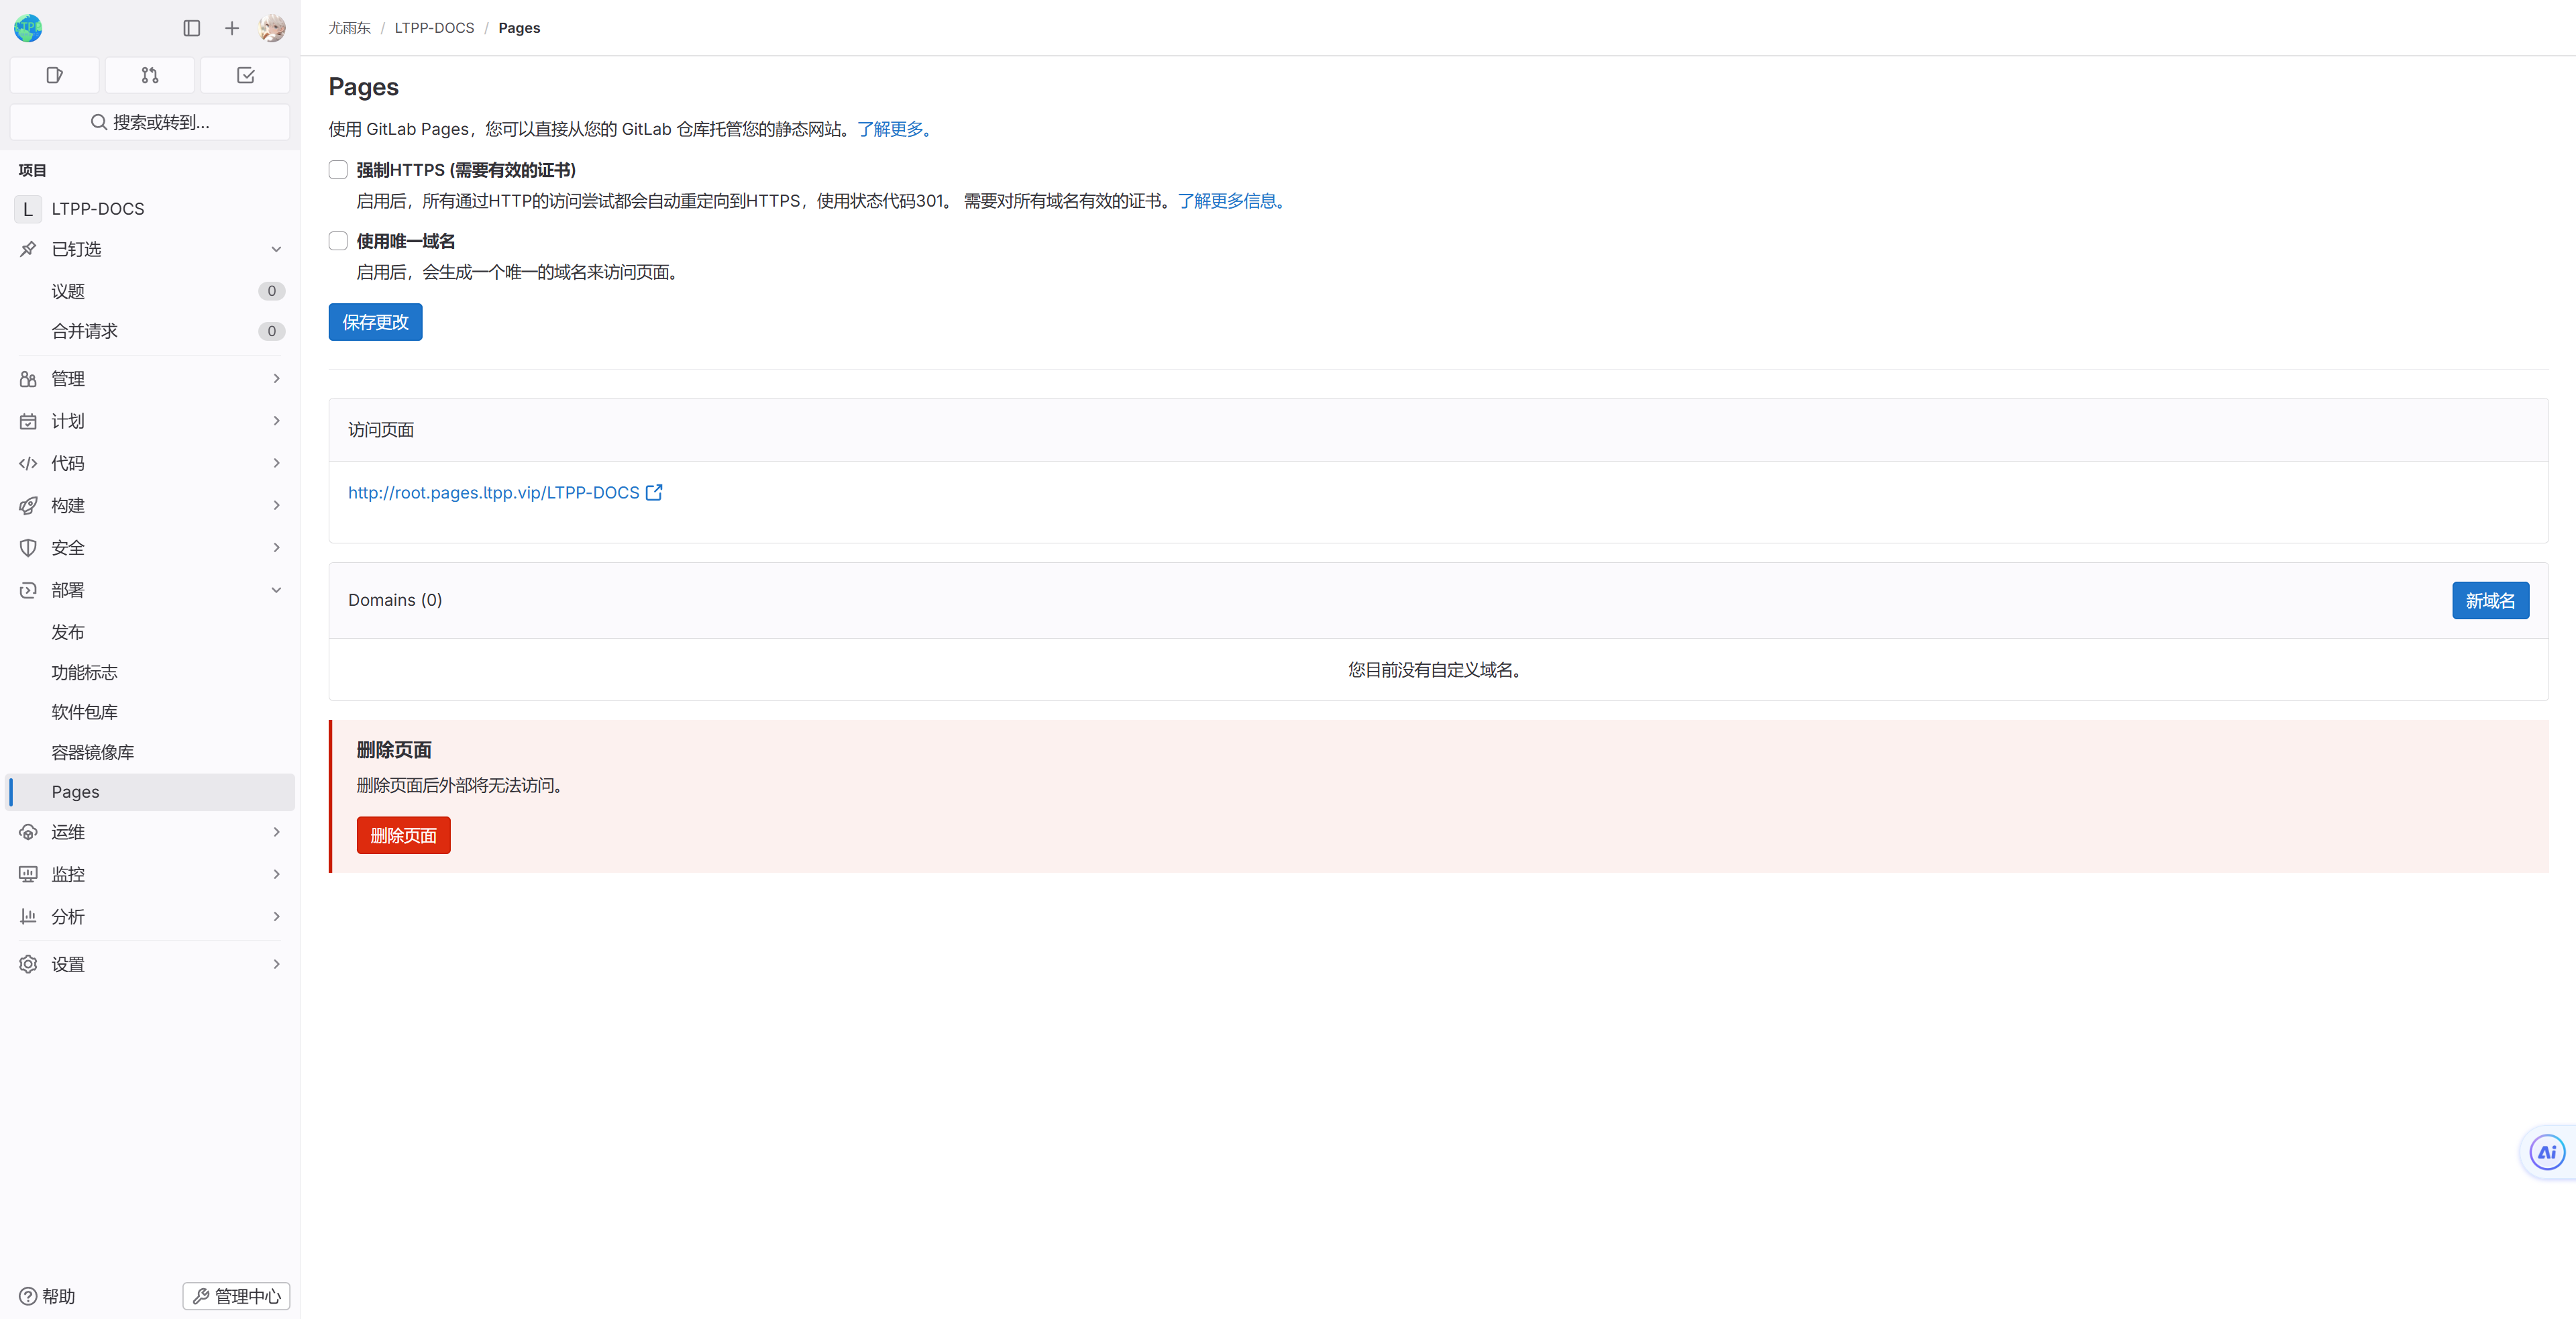 LTPP
尤雨东 / LTPP-DOCS / Pages
搜索或转到...
项目
L LTPP-DOCS
已钉选
议题 0
合并请求 0
管理
计划
代码
构建
安全
部署
发布
功能标志
软件包库
容器镜像库
Pages
运维
监控
分析
设置
帮助
管理中心
Pages
使用 GitLab Pages，您可以直接从您的 GitLab 仓库托管您的静态网站。了解更多。
强制HTTPS (需要有效的证书)
启用后，所有通过HTTP的访问尝试都会自动重定向到HTTPS，使用状态代码301。 需要对所有域名有效的证书。了解更多信息。
使用唯一域名
启用后，会生成一个唯一的域名来访问页面。
保存更改
访问页面
http://root.pages.ltpp.vip/LTPP-DOCS
Domains (0)
新域名
您目前没有自定义域名。
删除页面
删除页面后外部将无法访问。
删除页面
Ai